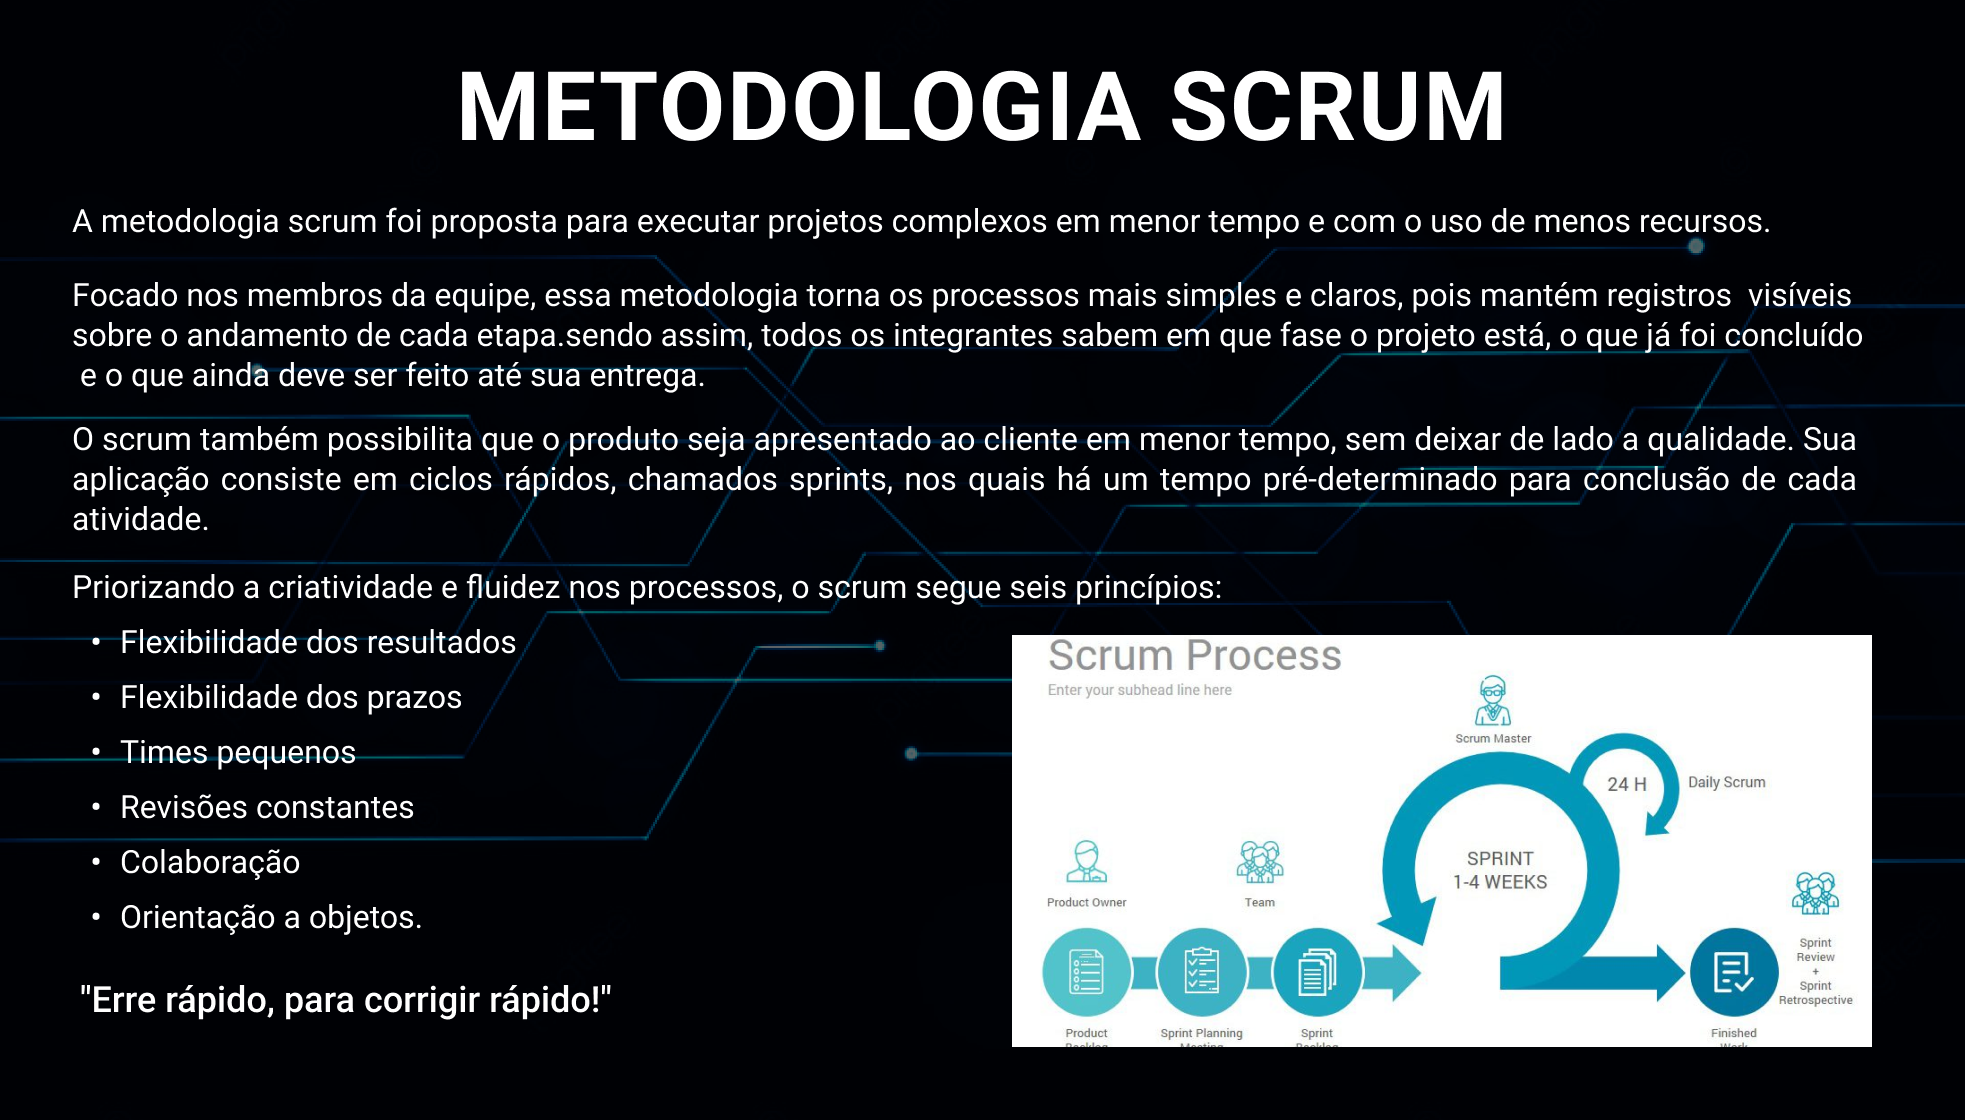 METODOLOGIA SCRUM
A metodologia scrum foi proposta para executar projetos complexos em menor tempo e com o uso de menos recursos.
Focado nos membros da equipe, essa metodologia torna os processos mais simples e claros, pois mantém registros  visíveis
sobre o andamento de cada etapa.sendo assim, todos os integrantes sabem em que fase o projeto está, o que já foi concluído
e o que ainda deve ser feito até sua entrega.
O scrum também possibilita que o produto seja apresentado ao cliente em menor tempo, sem deixar de lado a qualidade. Sua
aplicação consiste em ciclos rápidos, chamados sprints, nos quais há um tempo pré-determinado para conclusão de cada
atividade.
Priorizando a criatividade e fluidez nos processos, o scrum segue seis princípios:
• Flexibilidade dos resultados
• Flexibilidade dos prazos
• Times pequenos
• Revisões constantes
• Colaboração
• Orientação a objetos.
"Erre rápido, para corrigir rápido!"
Scrum Process
Enter your subhead line here
Scrum Master
24 H
Daily Scrum
SPRINT
1-4 WEEKS
Product Owner
Team
Sprint
Review
+
Sprint
Retrospective
Product
Backlog
Sprint Planning
Meeting
Sprint
Backlog
Finished
Work